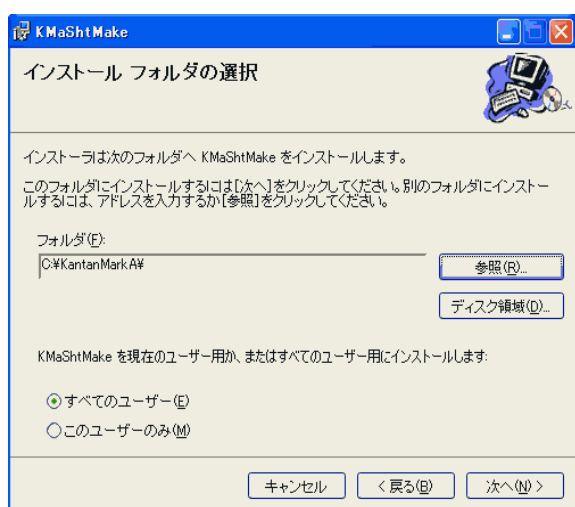 KMaShtMake
インストール フォルダの選択
インストーラは次のフォルダへ KMaShtMake をインストールします。
このフォルダにインストールするには[次へ]をクリックしてください。別のフォルダにインストー
ルするには、アドレスを入力するか[参照]をクリックしてください。
フォルダ(F):
C:¥KantanMarkA¥
参照(R)...
ディスク領域(D)...
KMaShtMake を現在のユーザー用か、またはすべてのユーザー用にインストールします:
すべてのユーザー(E)
このユーザーのみ(M)
キャンセル
< 戻る(B)
次へ(N) >